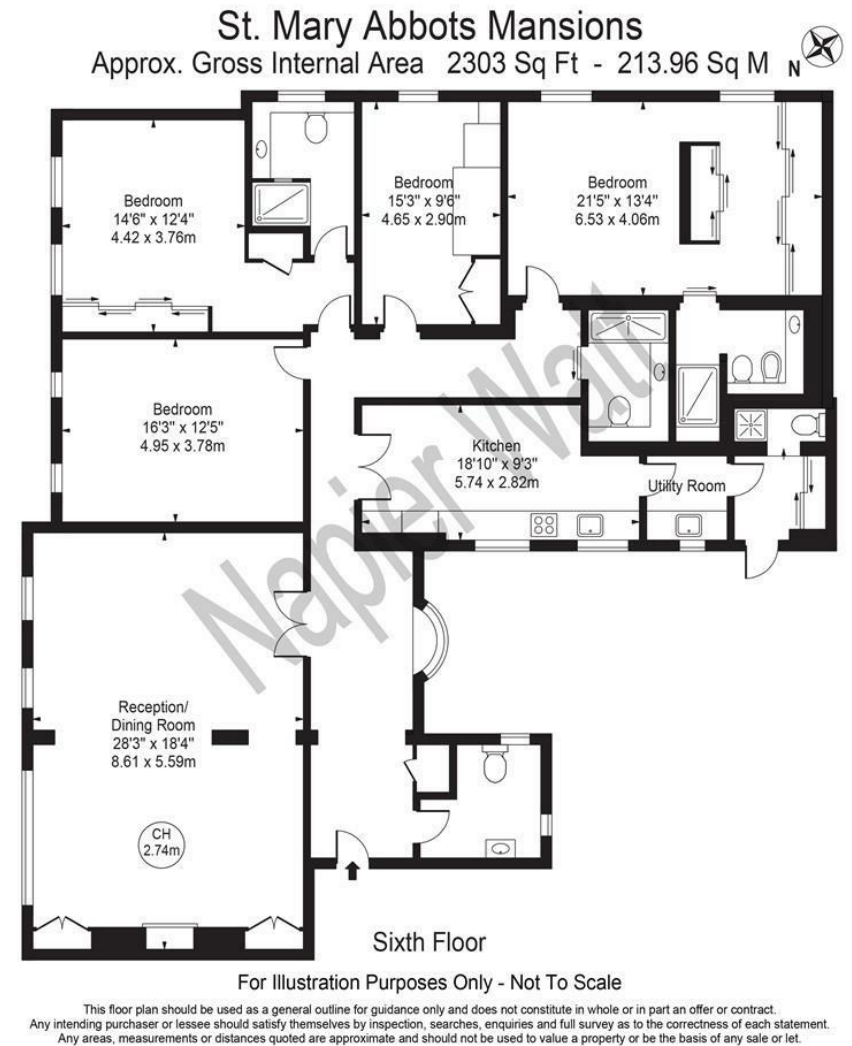 St. Mary Abbots Mansions
Approx. Gross Internal Area 2303 Sq Ft - 213.96 Sq M
N
Bedroom
14'6" x 12'4"
4.42 x 3.76m
Bedroom
15'3" x 9'6"
4.65 x 2.90m
Bedroom
21'5" x 13'4"
6.53 x 4.06m
Bedroom
16'3" x 12'5"
4.95 x 3.78m
Kitchen
18'10" x 9'3"
5.74 x 2.82m
Utility Room
Napier Watt
Reception/
Dining Room
28'3" x 18'4"
8.61 x 5.59m
CH
2.74m
Sixth Floor
For Illustration Purposes Only - Not To Scale
This floor plan should be used as a general outline for guidance only and does not constitute in whole or in part an offer or contract.
Any intending purchaser or lessee should satisfy themselves by inspection, searches, enquiries and full survey as to the correctness of each statement.
Any areas, measurements or distances quoted are approximate and should not be used to value a property or be the basis of any sale or let.